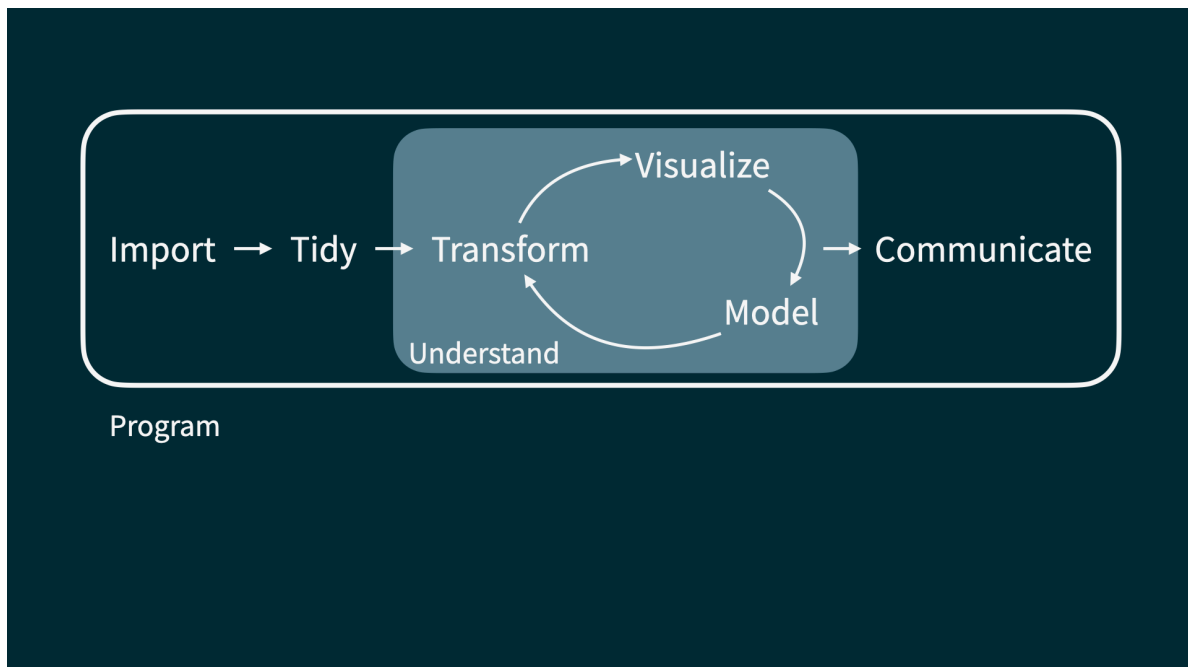 Visualize
Import
Tidy
Transform
Communicate
Model
Understand
Program